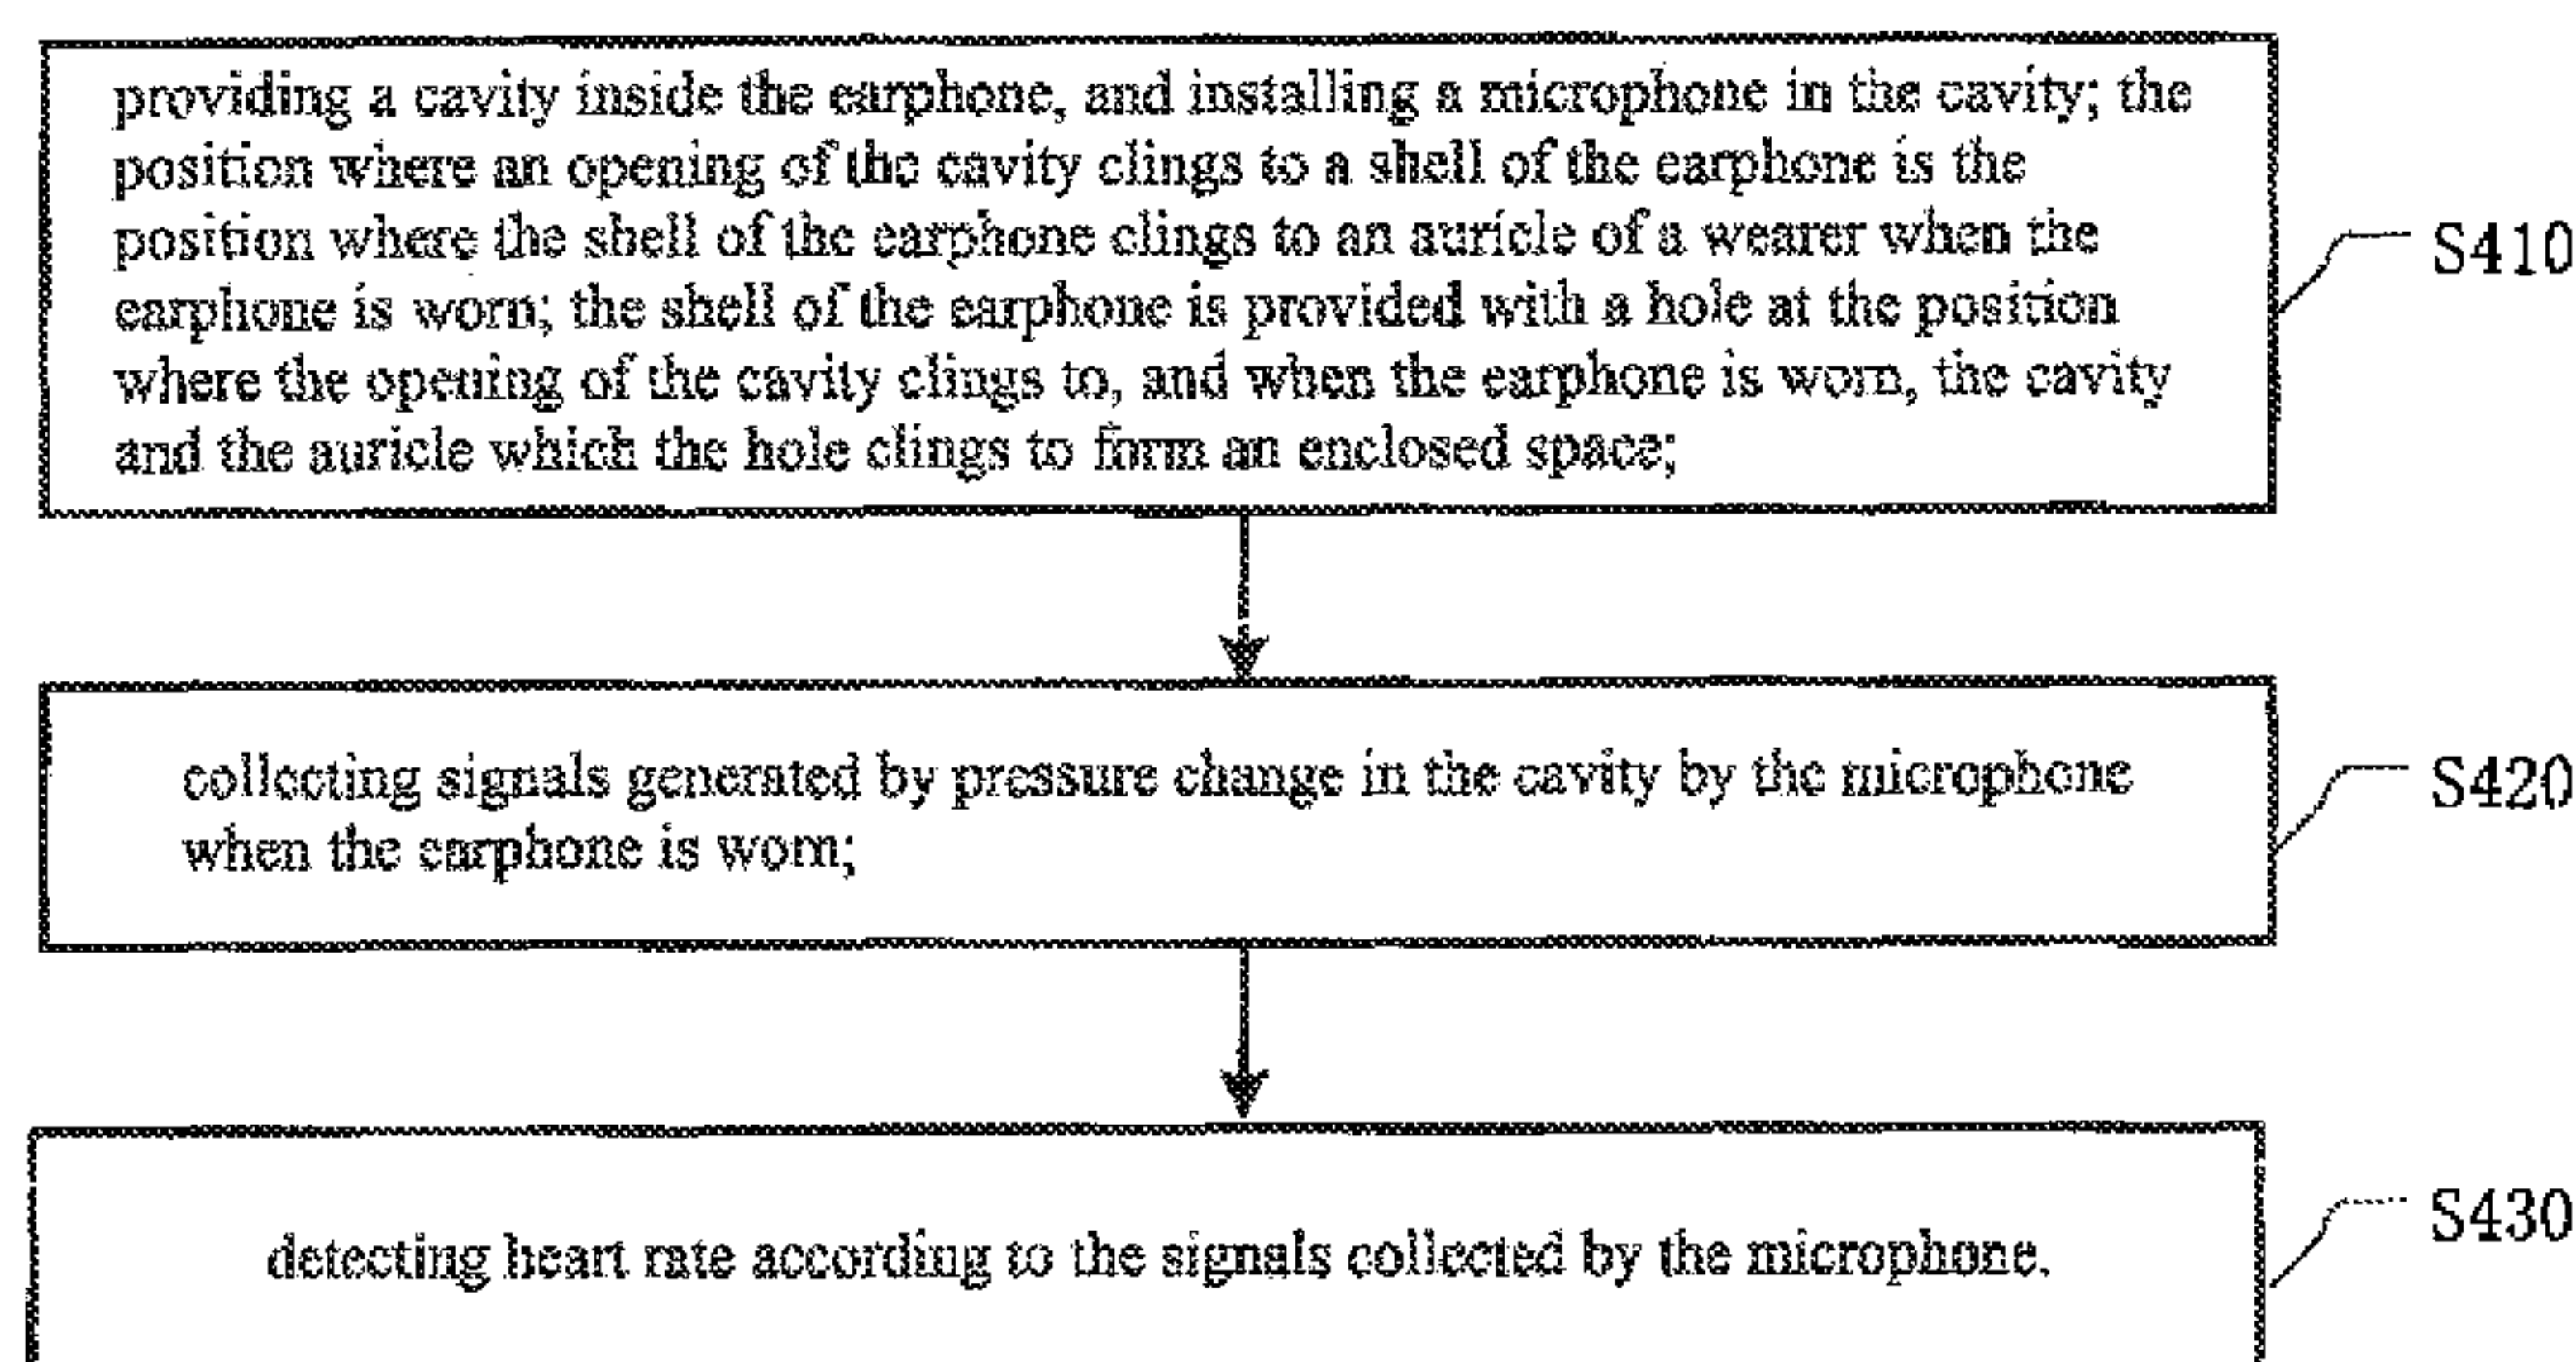 providing a cavity inside the earphone, and installing a microphone in the cavity; the
position where an opening of the cavity clings to a shell of the earphone is the
position where the shell of the earphone clings to an auricle of a wearer when the
earphone is worn; the shell of the earphone is provided with a hole at the position
where the opening of the cavity clings to, and when the earphone is worn, the cavity
and the auricle which the hole clings to form an enclosed space;
S410
collecting signals generated by pressure change in the cavity by the microphone
when the earphone is worn;
S420
detecting heart rate according to the signals collected by the microphone.
S430